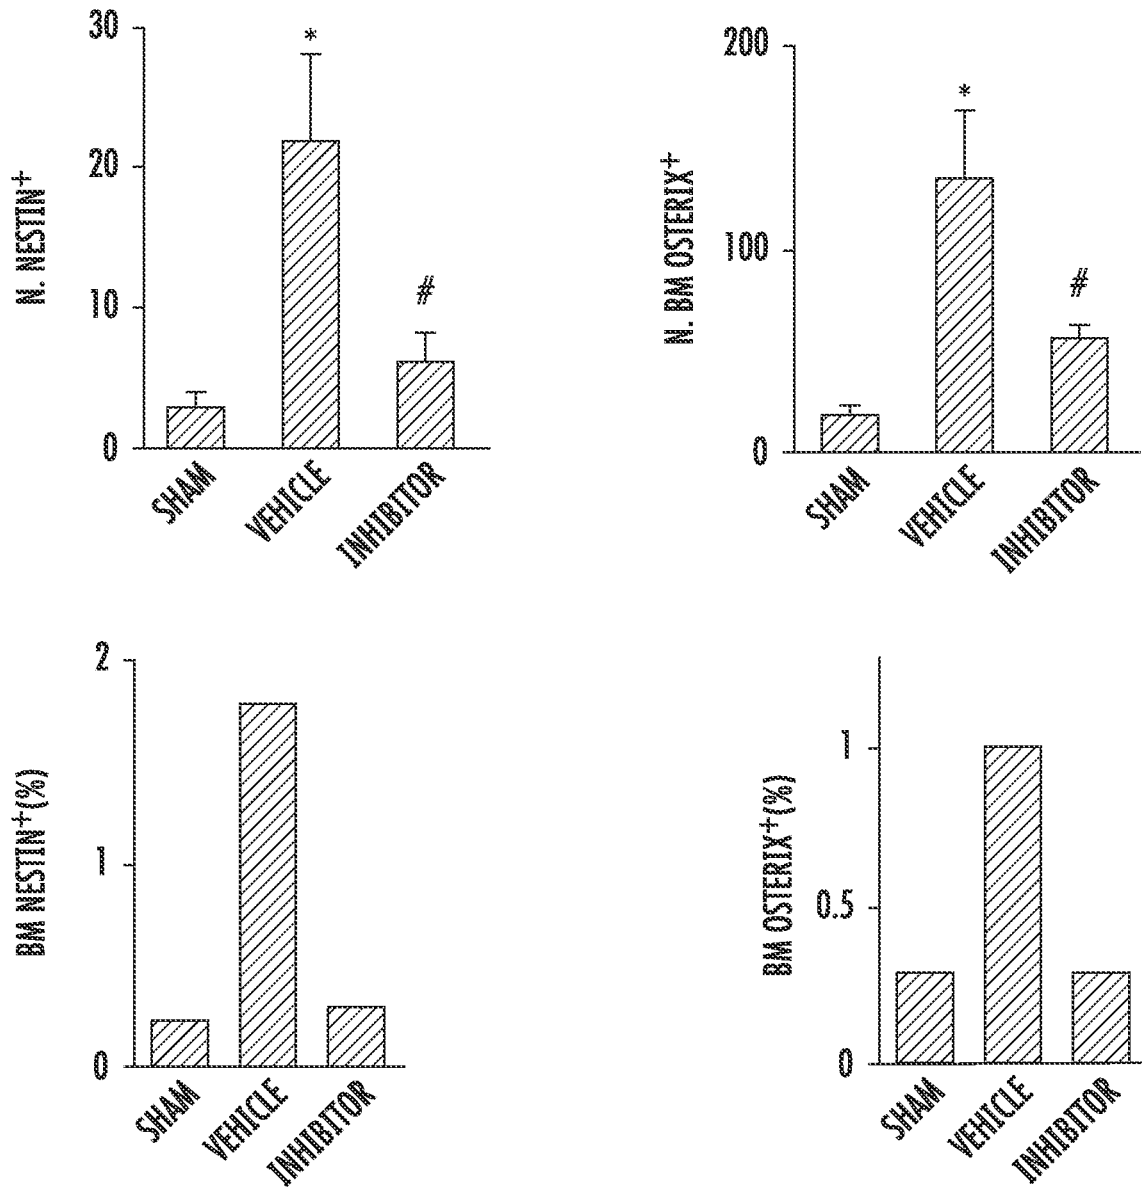 N. NESTIN+
30
20
10
0
*
#
SHAM
VEHICLE
INHIBITOR
N. BM OSTERIX+
200
100
0
*
#
SHAM
VEHICLE
INHIBITOR
BM NESTIN+(%)
2
1
0
SHAM
VEHICLE
INHIBITOR
BM OSTERIX+(%)
1
0.5
0
SHAM
VEHICLE
INHIBITOR